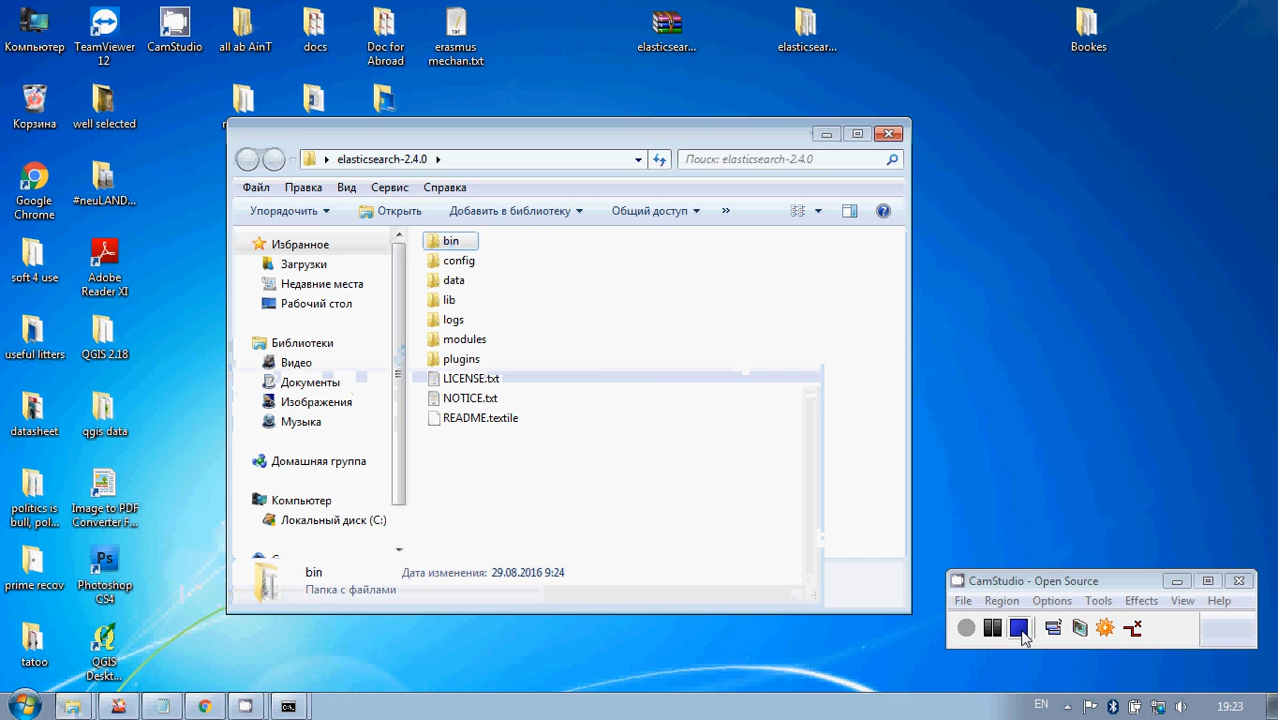 Компьютер
TeamViewer
12
CamStudio
all ab AinT
docs
Doc for
Abroad
erasmus
mechan.txt
elasticsear...
elasticsear...
Bookes
Корзина
well selected
Google
Chrome
#neuLAND...
soft 4 use
Adobe
Reader XI
useful litters
QGIS 2.18
datasheet
qgis data
politics is
bull, pol...
Image to PDF
Converter F...
prime recov
Photoshop
CS4
tatoo
QGIS
Deskt...
elasticsearch-2.4.0
Поиск: elasticsearch-2.4.0
Файл Правка Вид Сервис Справка
Упорядочить Открыть Добавить в библиотеку Общий доступ »
Избранное
Загрузки
Недавние места
Рабочий стол
Библиотеки
Видео
Документы
Изображения
Музыка
Домашняя группа
Компьютер
Локальный диск (C:)
bin
config
data
lib
logs
modules
plugins
LICENSE.txt
NOTICE.txt
README.textile
bin Дата изменения: 29.08.2016 9:24
Папка с файлами
CamStudio - Open Source
File Region Options Tools Effects View Help
EN 19:23